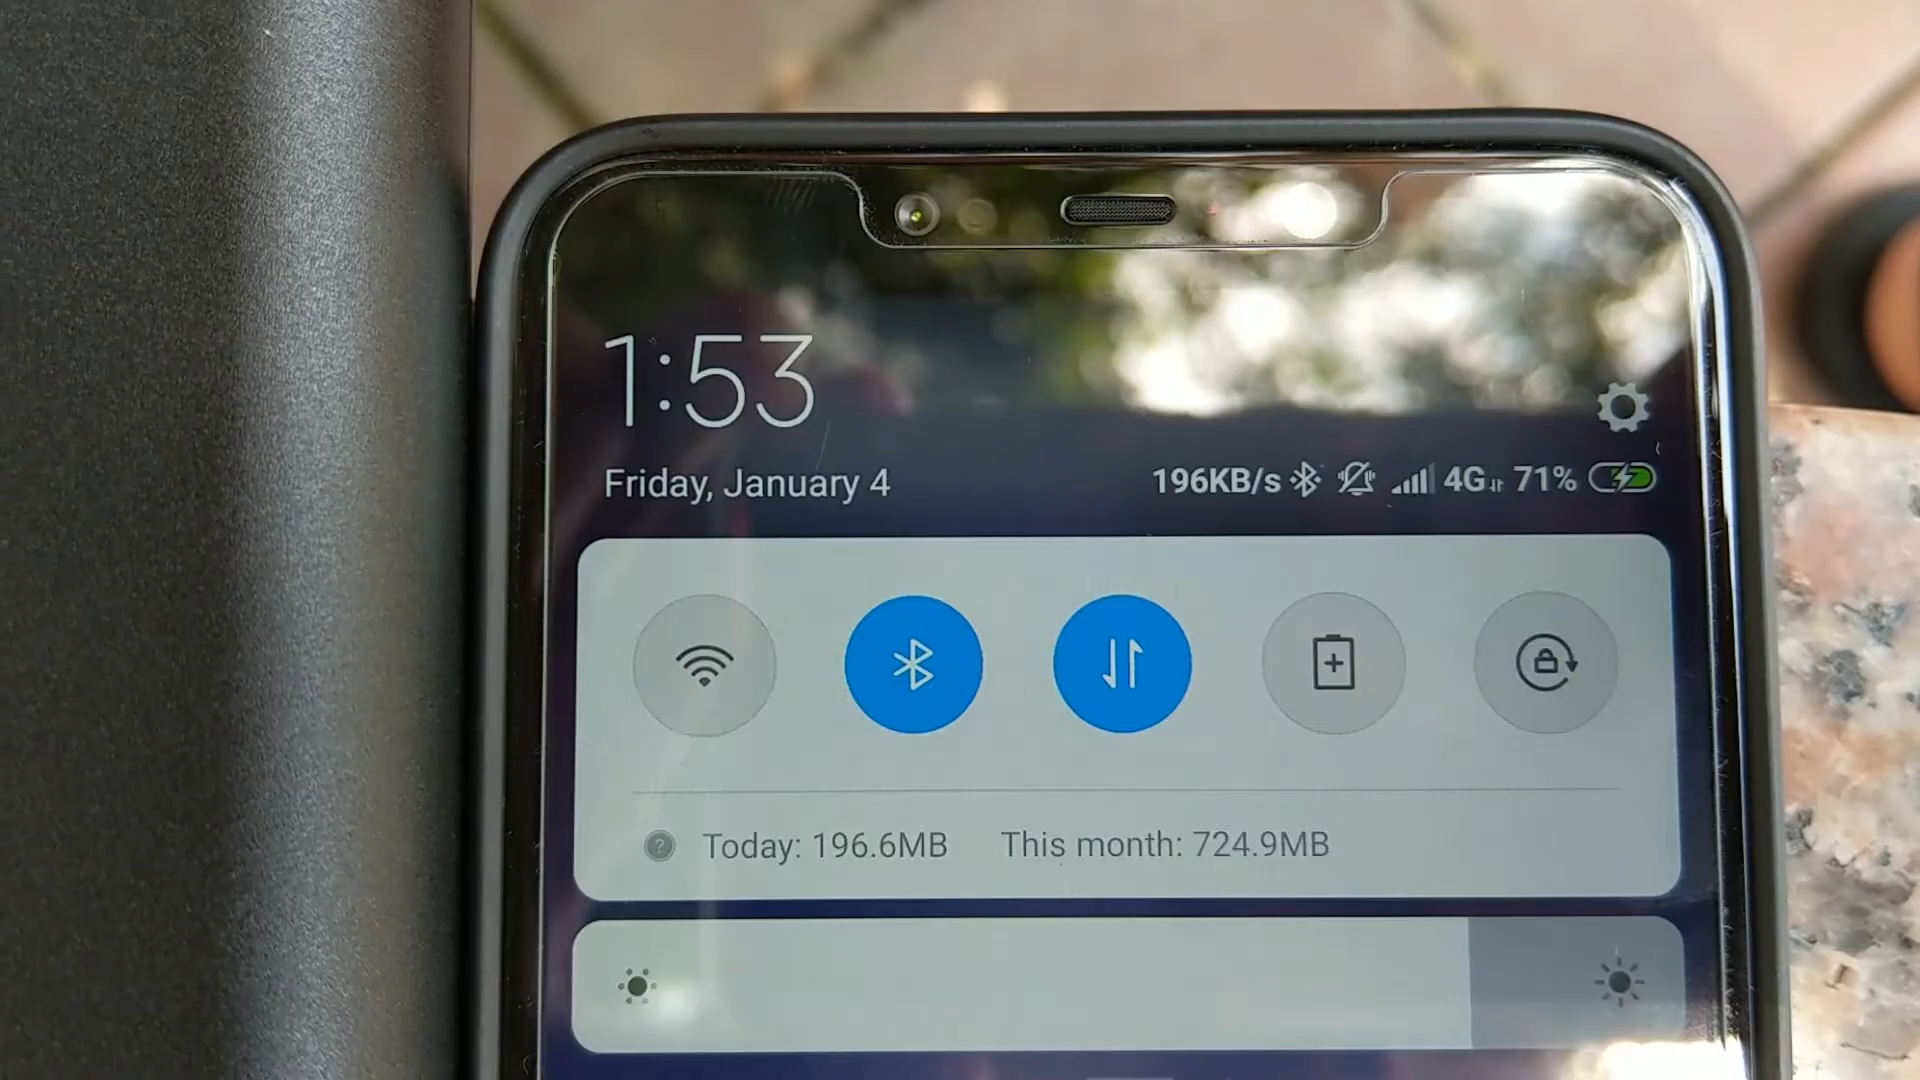 1:53
Friday, January 4
196KB/s 4G 71%
Today: 196.6MB This month: 724.9MB